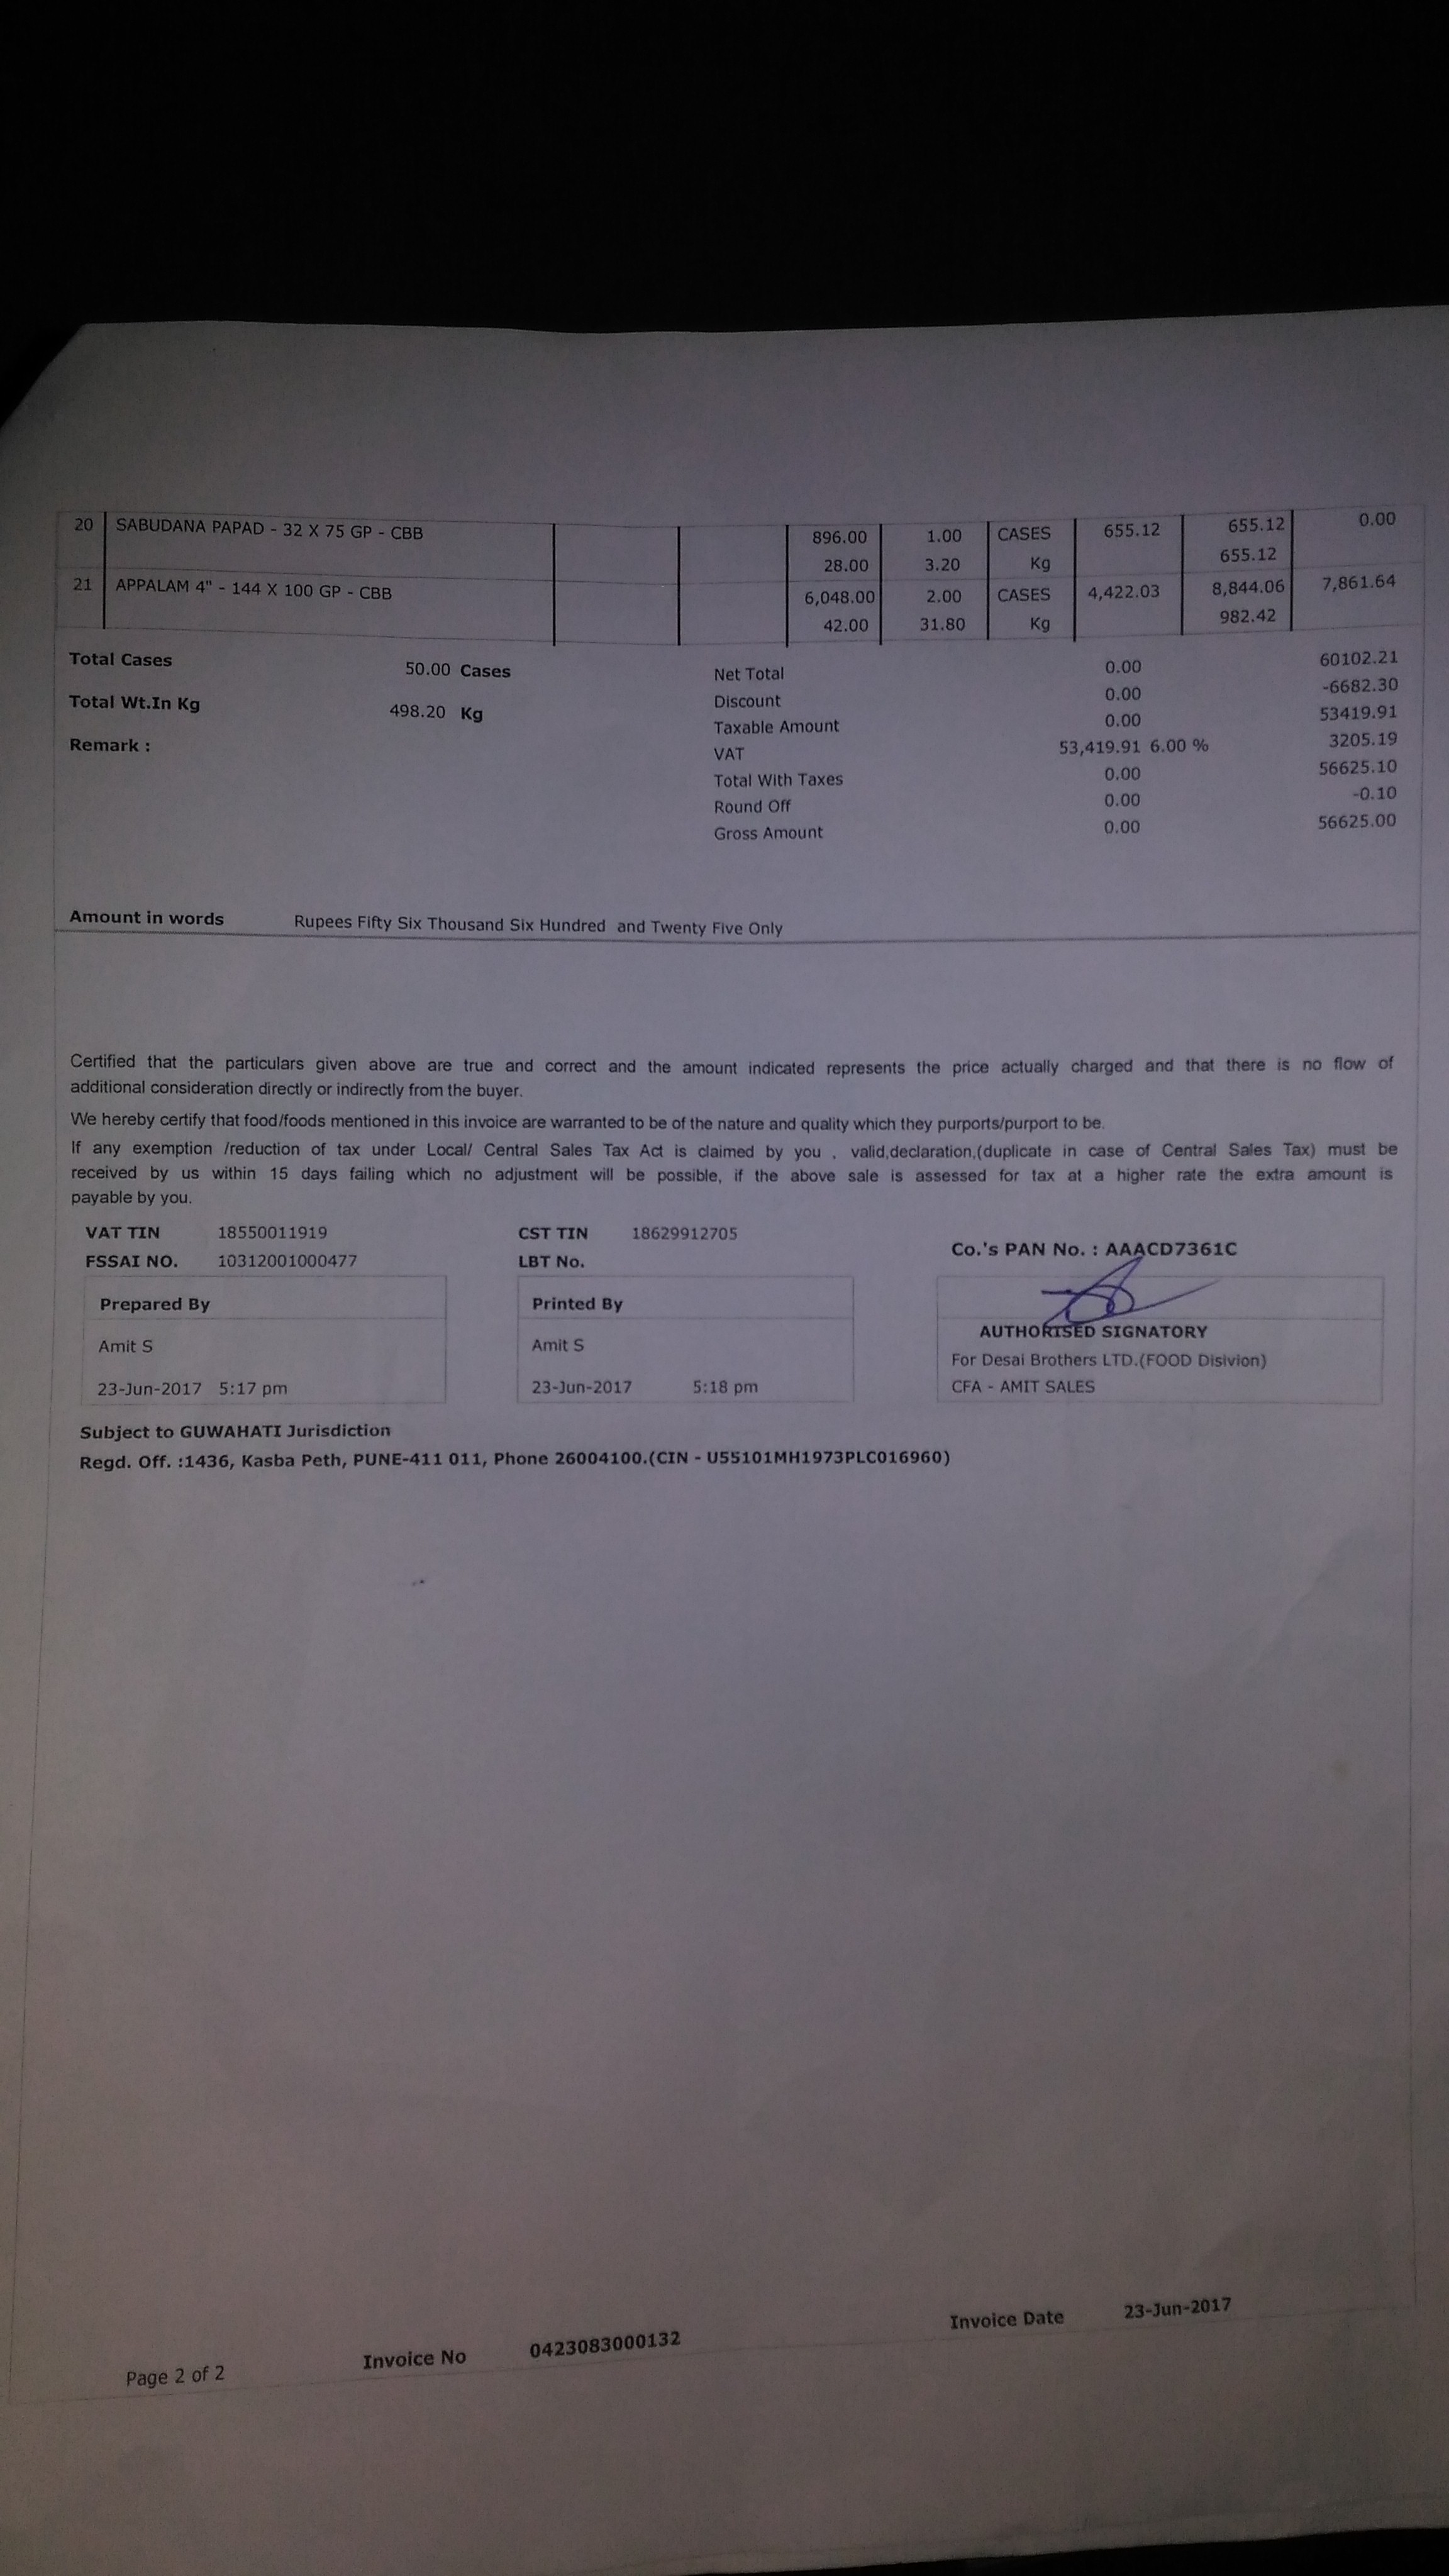 20 SABUDANA PAPAD - 32 X 75 GP - CBB 896.00 1.00 CASES 655.12 655.12 0.00
28.00 3.20 Kg 655.12
21 APPALAM 4" - 144 X 100 GP - CBB 6,048.00 2.00 CASES 4,422.03 8,844.06 7,861.64
42.00 31.80 Kg 982.42
Total Cases 50.00 Cases Net Total 0.00 60102.21
Discount 0.00 -6682.30
Total Wt.In Kg 498.20 Kg Taxable Amount 0.00 53419.91
Remark : VAT 53,419.91 6.00 % 3205.19
Total With Taxes 0.00 56625.10
Round Off 0.00 -0.10
Gross Amount 0.00 56625.00
Amount in words Rupees Fifty Six Thousand Six Hundred and Twenty Five Only
Certified that the particulars given above are true and correct and the amount indicated represents the price actually charged and that there is no flow of
additional consideration directly or indirectly from the buyer.
We hereby certify that food/foods mentioned in this invoice are warranted to be of the nature and quality which they purports/purport to be.
If any exemption /reduction of tax under Local/ Central Sales Tax Act is claimed by you , valid,declaration,(duplicate in case of Central Sales Tax) must be
received by us within 15 days failing which no adjustment will be possible, if the above sale is assessed for tax at a higher rate the extra amount is
payable by you.
VAT TIN 18550011919 CST TIN 18629912705
Co.'s PAN No. : AAACD7361C
FSSAI NO. 10312001000477 LBT No.
Prepared By Printed By
AUTHORISED SIGNATORY
Amit S Amit S
For Desai Brothers LTD.(FOOD Disivion)
23-Jun-2017 5:17 pm 23-Jun-2017 5:18 pm CFA - AMIT SALES
Subject to GUWAHATI Jurisdiction
Regd. Off. :1436, Kasba Peth, PUNE-411 011, Phone 26004100.(CIN - U55101MH1973PLC016960)
Page 2 of 2 Invoice No 0423083000132 Invoice Date 23-Jun-2017